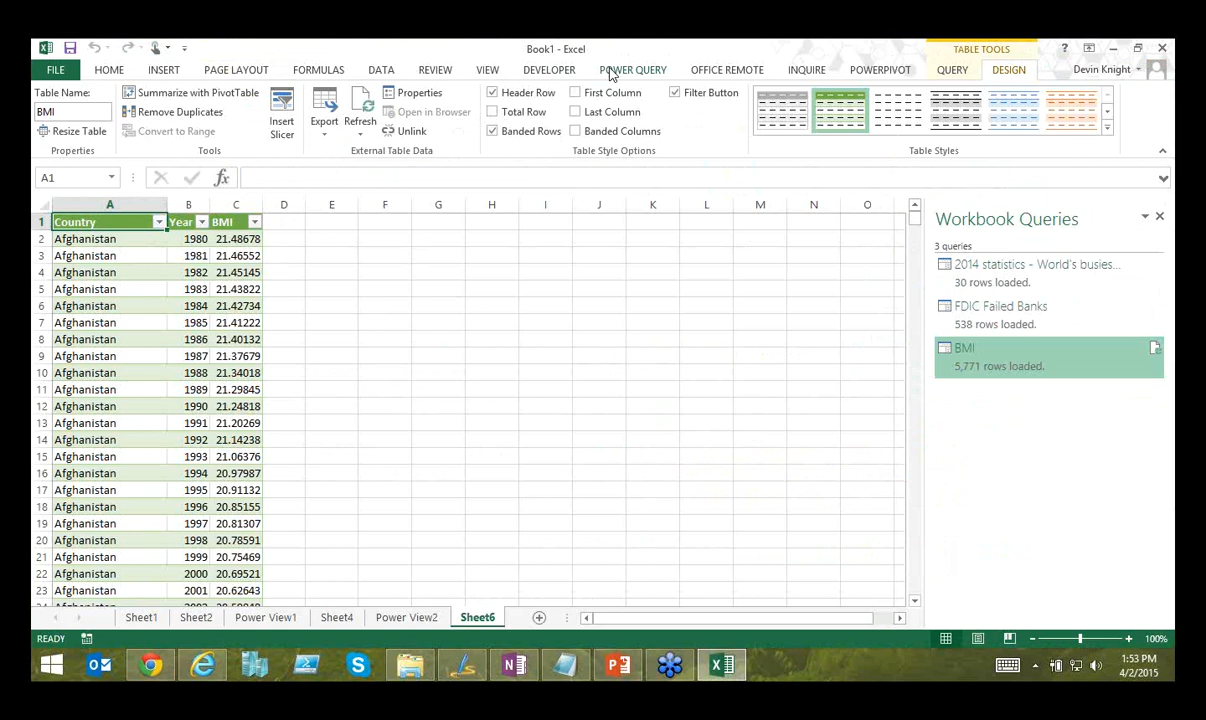 Book1 - Excel
TABLE TOOLS
FILE HOME INSERT PAGE LAYOUT FORMULAS DATA REVIEW VIEW DEVELOPER POWER QUERY OFFICE REMOTE INQUIRE POWERPIVOT QUERY DESIGN Devin Knight
Table Name:
BMI
Resize Table
Properties
Summarize with PivotTable
Remove Duplicates
Convert to Range
Tools
Insert
Slicer
Export
Refresh
Properties
Open in Browser
Unlink
External Table Data
Header Row
Total Row
Banded Rows
First Column
Last Column
Banded Columns
Filter Button
Table Style Options
Table Styles
A1
fx
A B C D E F G H I J K L M N O
1 Country Year BMI
2 Afghanistan 1980 21.48678
3 Afghanistan 1981 21.46552
4 Afghanistan 1982 21.45145
5 Afghanistan 1983 21.43822
6 Afghanistan 1984 21.42734
7 Afghanistan 1985 21.41222
8 Afghanistan 1986 21.40132
9 Afghanistan 1987 21.37679
10 Afghanistan 1988 21.34018
11 Afghanistan 1989 21.29845
12 Afghanistan 1990 21.24818
13 Afghanistan 1991 21.20269
14 Afghanistan 1992 21.14238
15 Afghanistan 1993 21.06376
16 Afghanistan 1994 20.97987
17 Afghanistan 1995 20.91132
18 Afghanistan 1996 20.85155
19 Afghanistan 1997 20.81307
20 Afghanistan 1998 20.78591
21 Afghanistan 1999 20.75469
22 Afghanistan 2000 20.69521
23 Afghanistan 2001 20.62643
Workbook Queries
3 queries
2014 statistics - World's busies...
30 rows loaded.
FDIC Failed Banks
538 rows loaded.
BMI
5,771 rows loaded.
Sheet1 Sheet2 Power View1 Sheet4 Power View2 Sheet6
READY
100%
1:53 PM
4/2/2015